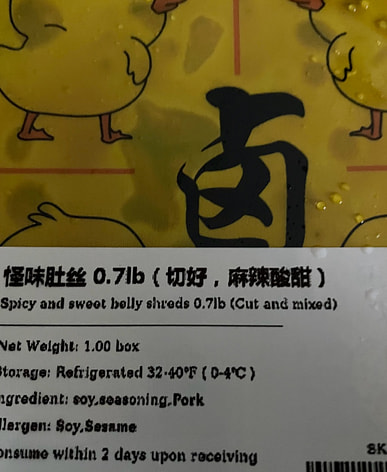 卤
怪味肚丝 0.7lb（切好，麻辣酸甜）
Spicy and sweet belly shreds 0.7lb (Cut and mixed)
Net Weight: 1.00 box
Storage: Refrigerated 32-40°F ( 0-4°C )
ngredient: soy,seasoning,Pork
llergen: Soy,Sesame
onsume within 2 days upon receiving
SK